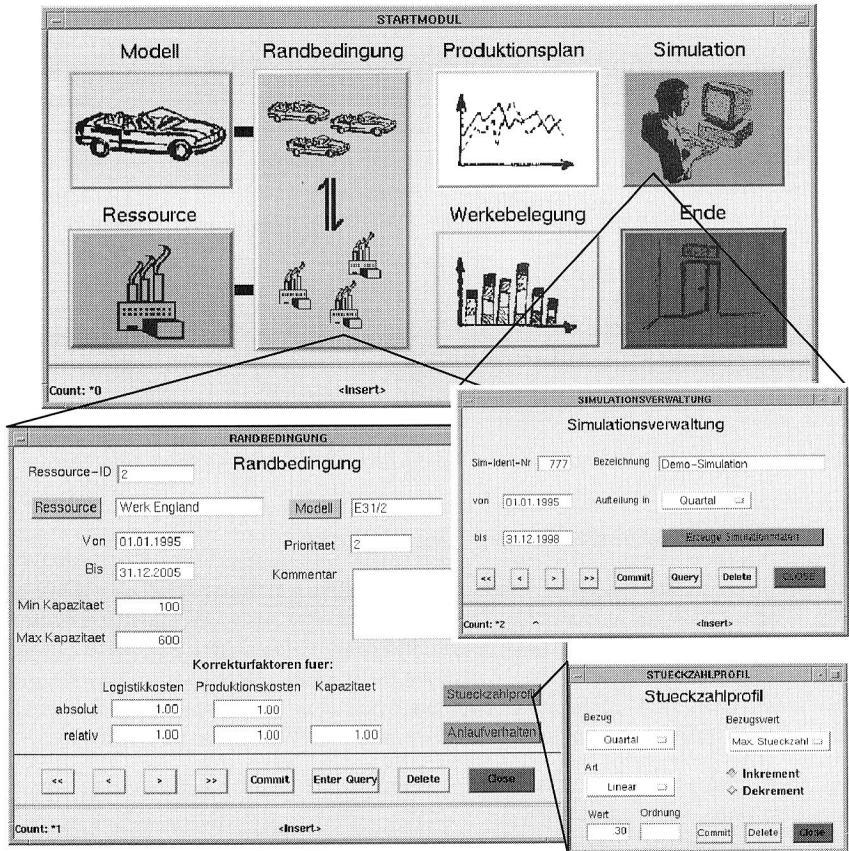 STARTMODUL
Modell Randbedingung Produktionsplan Simulation
Ressource Werkebelegung Ende
Count: *0 <Insert>
RANDBEDINGUNG
Randbedingung
Ressource-ID 2
Ressource Werk England Modell E31/2
Von 01.01.1995 Prioritaet 2
Bis 31.12.2005 Kommentar
Min Kapazitaet 100
Max Kapazitaet 600
Korrekturfaktoren fuer:
Logistikkosten Produktionskosten Kapazitaet
absolut 1.00 1.00
relativ 1.00 1.00 1.00
Stueckzahlprofil
Anlaufverhalten
<< < > >> Commit Enter Query Delete Close
Count: *1 <Insert>
SIMULATIONSVERWALTUNG
Simulationsverwaltung
Sim-Ident-Nr 777 Bezeichnung Demo-Simulation
von 01.01.1995 Aufteilung in Quartal
bis 31.12.1998 Erzeuge Simulationsdaten
<< < > >> Commit Query Delete CLOSE
Count: *2 ^ <Insert>
STUECKZAHLPROFIL
Stueckzahlprofil
Bezug Bezugswert
Quartal Max. Stueckzahl
Art Inkrement
Linear Dekrement
Wert Ordnung
30 Commit Delete Close